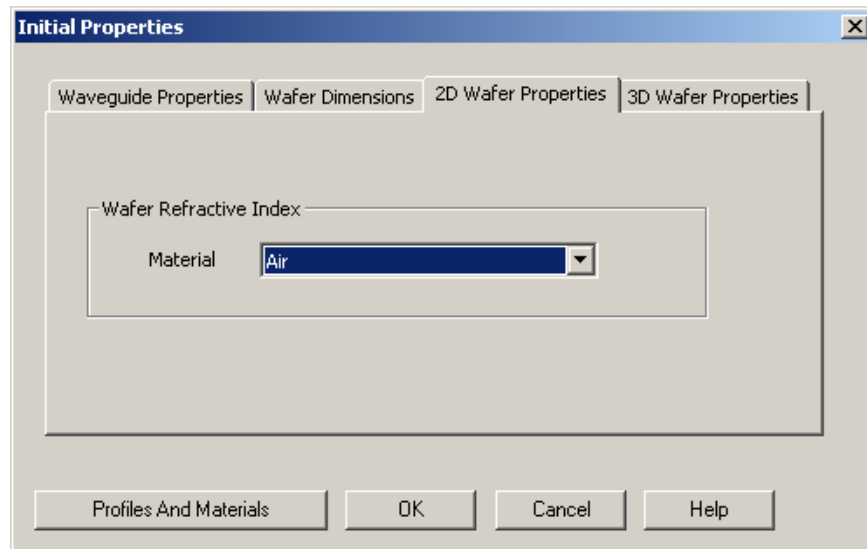 Initial Properties
Waveguide Properties Wafer Dimensions 2D Wafer Properties 3D Wafer Properties
Wafer Refractive Index
Material Air
Profiles And Materials OK Cancel Help